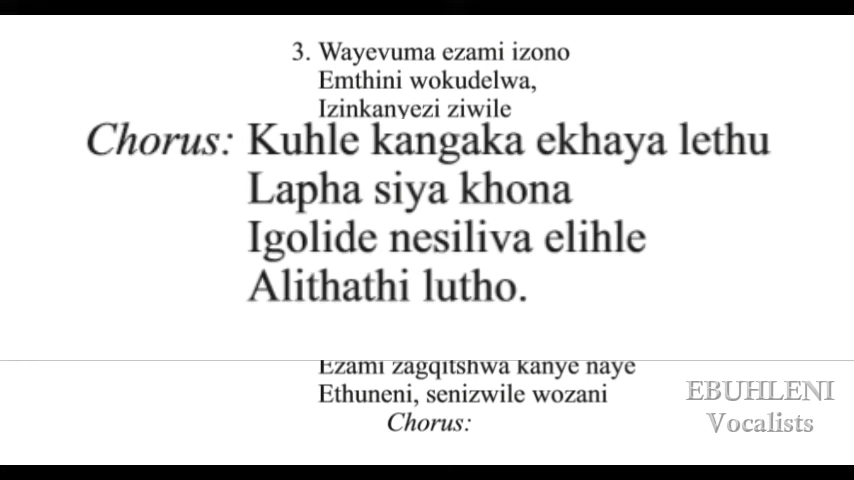 3. Wayevuma ezami izono
Emthini wokudelwa,
Izinkanyezi ziwile
Chorus: Kuhle kangaka ekhaya lethu
Lapha siya khona
Igolide nesiliva elihle
Alithathi lutho.
Ezami zagqitshwa kanye naye
Ethuneni, senizwile wozani
Chorus:
EBUHLENI
Vocalists